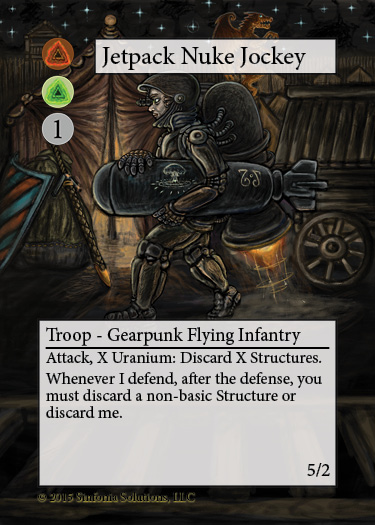 Jetpack Nuke Jockey
1
Troop - Gearpunk Flying Infantry
Attack, X Uranium: Discard X Structures.
Whenever I defend, after the defense, you
must discard a non-basic Structure or
discard me.
5/2
© 2015 Sinfonia Solutions, LLC